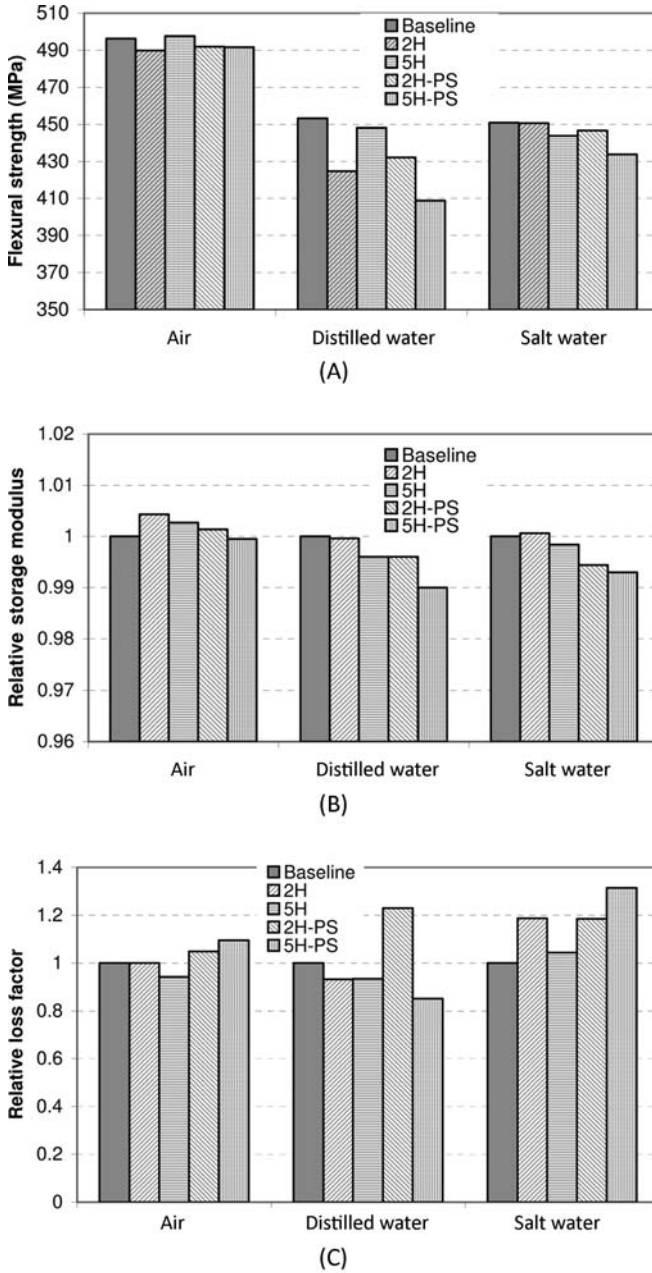 Flexural strength (MPa)
510
490
470
450
430
410
390
370
350
Baseline
2H
5H
2H-PS
5H-PS
Air
Distilled water
Salt water
(A)
Relative storage modulus
1.02
1.01
1
0.99
0.98
0.97
0.96
Baseline
2H
5H
2H-PS
5H-PS
Air
Distilled water
Salt water
(B)
Relative loss factor
1.4
1.2
1
0.8
0.6
0.4
0.2
0
Baseline
2H
5H
2H-PS
5H-PS
Air
Distilled water
Salt water
(C)